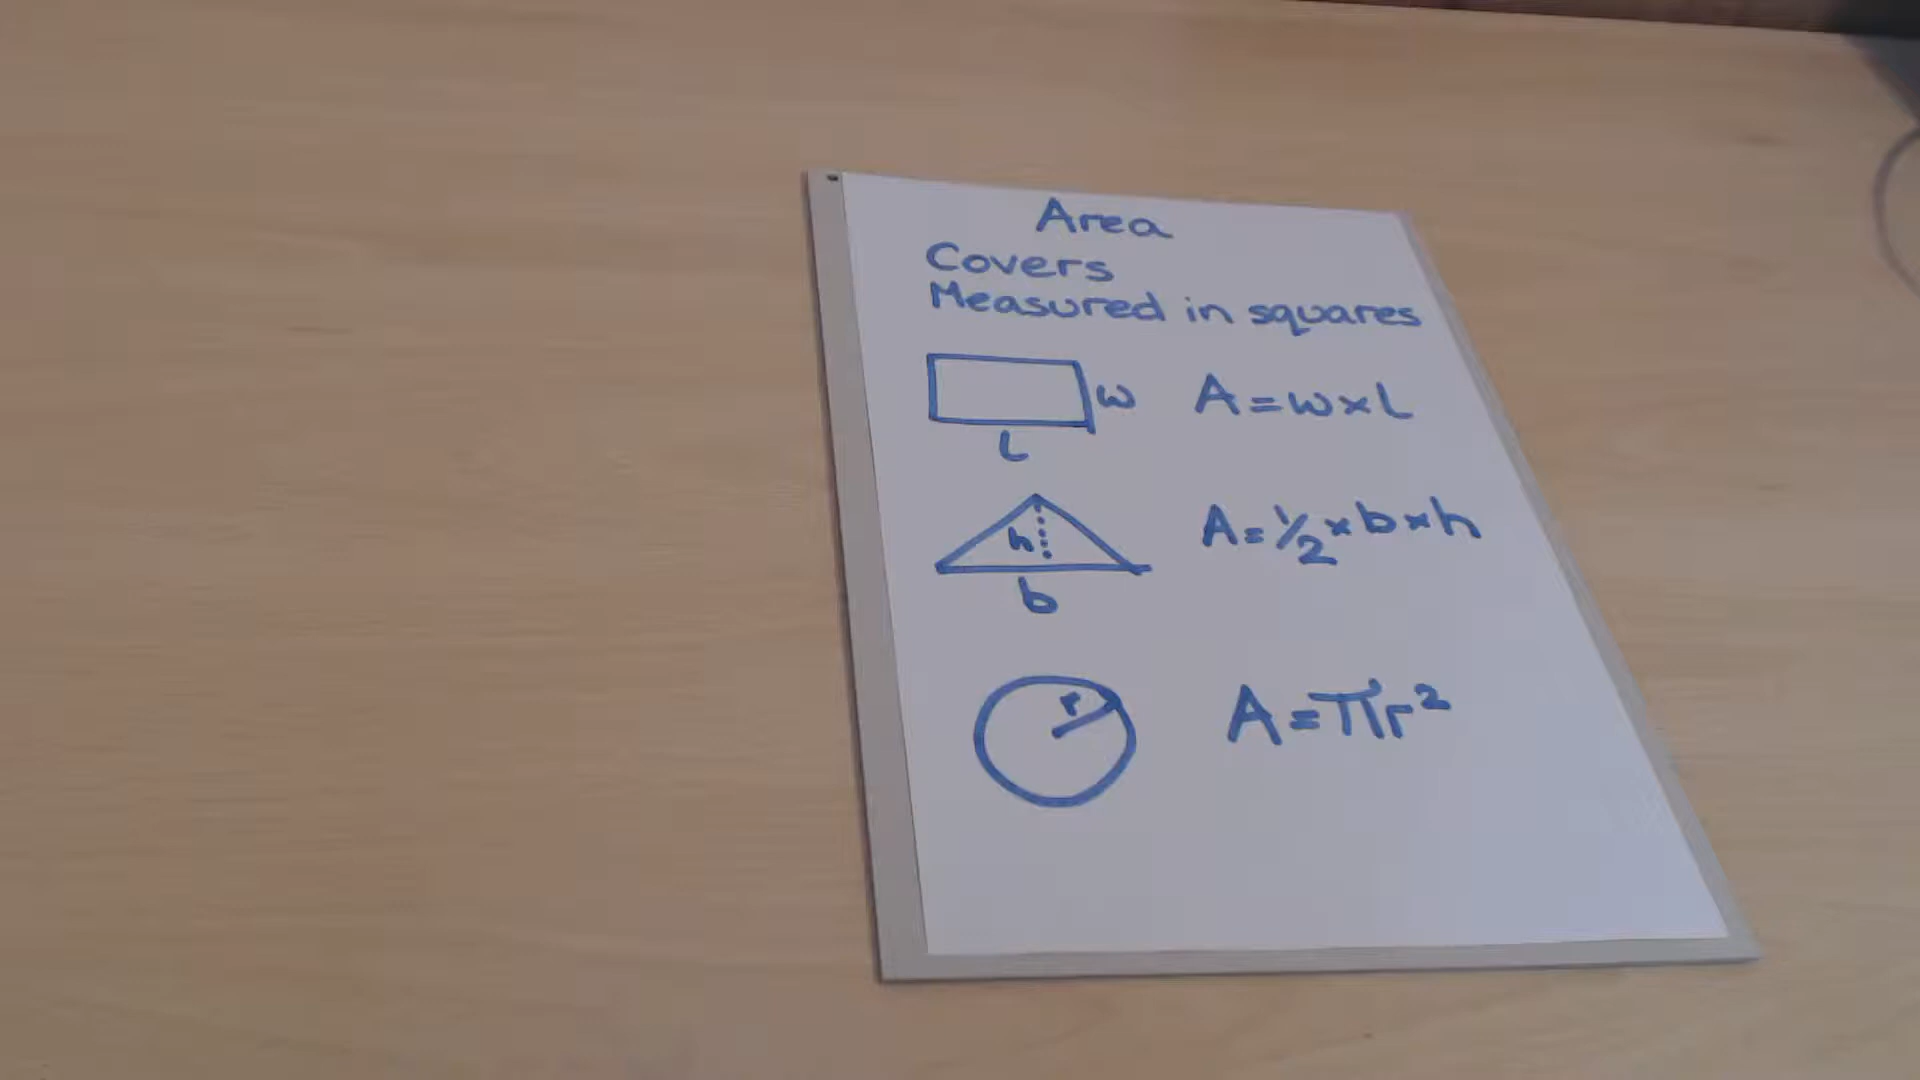 Area
Covers
Measured in squares
w A = w × L
L
h A = 1/2 × b × h
b
r A = πr²